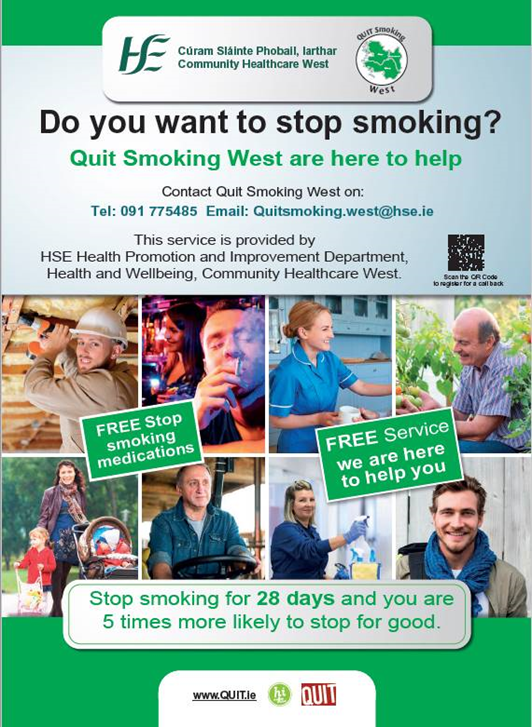 HSE
Cúram Sláinte Phobail, Iarthar
Community Healthcare West
QUIT Smoking
West
Do you want to stop smoking?
Quit Smoking West are here to help
Contact Quit Smoking West on:
Tel: 091 775485 Email: Quitsmoking.west@hse.ie
This service is provided by
HSE Health Promotion and Improvement Department,
Health and Wellbeing, Community Healthcare West.
Scan the QR Code
to register for a call back
FREE Stop
smoking
medications
FREE Service
we are here
to help you
Stop smoking for 28 days and you are
5 times more likely to stop for good.
www.QUIT.ie
hi
QUIT